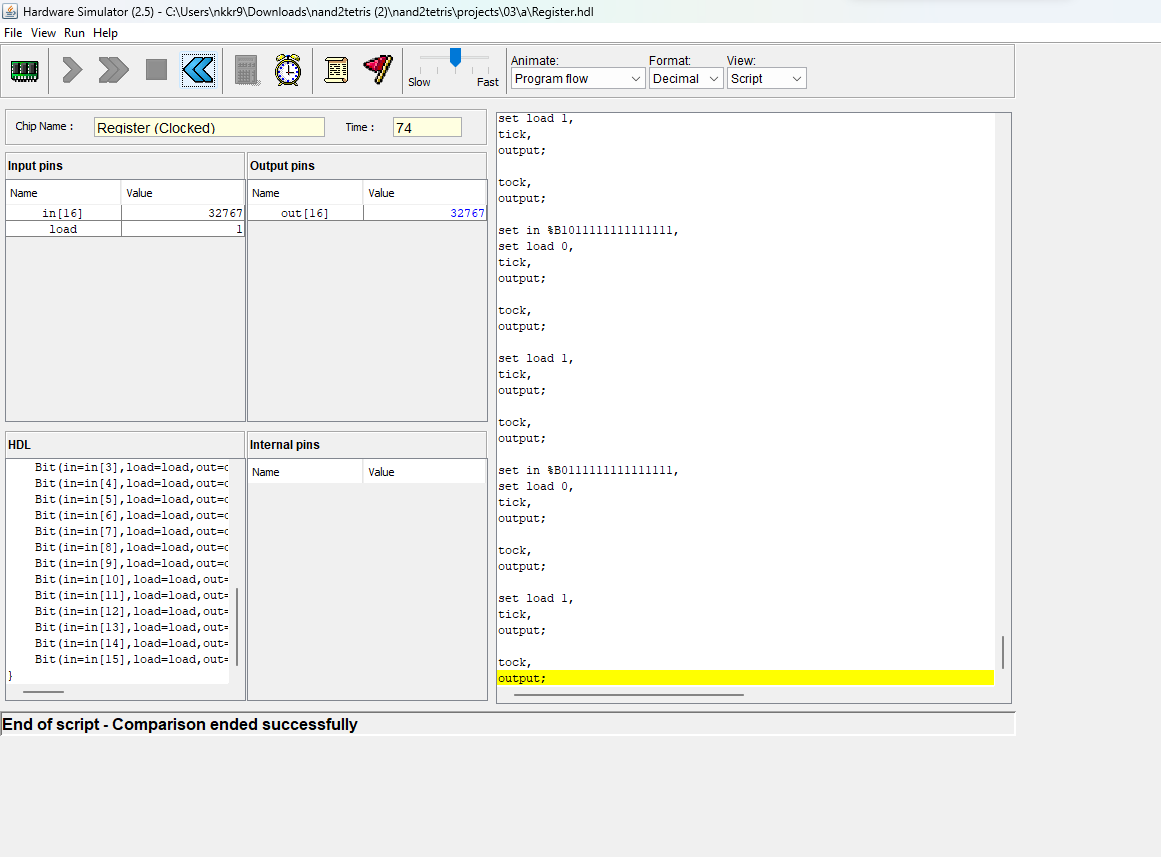 Hardware Simulator (2.5) - C:\Users\nkkr9\Downloads\nand2tetris (2)\nand2tetris\projects\03\a\Register.hdl
File View Run Help
Slow Fast
Animate: Format: View:
Program flow Decimal Script
Chip Name : Register (Clocked) Time : 74
Input pins
Name Value
in[16] 32767
load 1
Output pins
Name Value
out[16] 32767
HDL
Bit(in=in[3],load=load,out=
Bit(in=in[4],load=load,out=
Bit(in=in[5],load=load,out=
Bit(in=in[6],load=load,out=
Bit(in=in[7],load=load,out=
Bit(in=in[8],load=load,out=
Bit(in=in[9],load=load,out=
Bit(in=in[10],load=load,out=
Bit(in=in[11],load=load,out=
Bit(in=in[12],load=load,out=
Bit(in=in[13],load=load,out=
Bit(in=in[14],load=load,out=
Bit(in=in[15],load=load,out=
}
Internal pins
Name Value
set load 1,
tick,
output;
tock,
output;
set in %B1011111111111111,
set load 0,
tick,
output;
tock,
output;
set load 1,
tick,
output;
tock,
output;
set in %B0111111111111111,
set load 0,
tick,
output;
tock,
output;
set load 1,
tick,
output;
tock,
output;
End of script - Comparison ended successfully